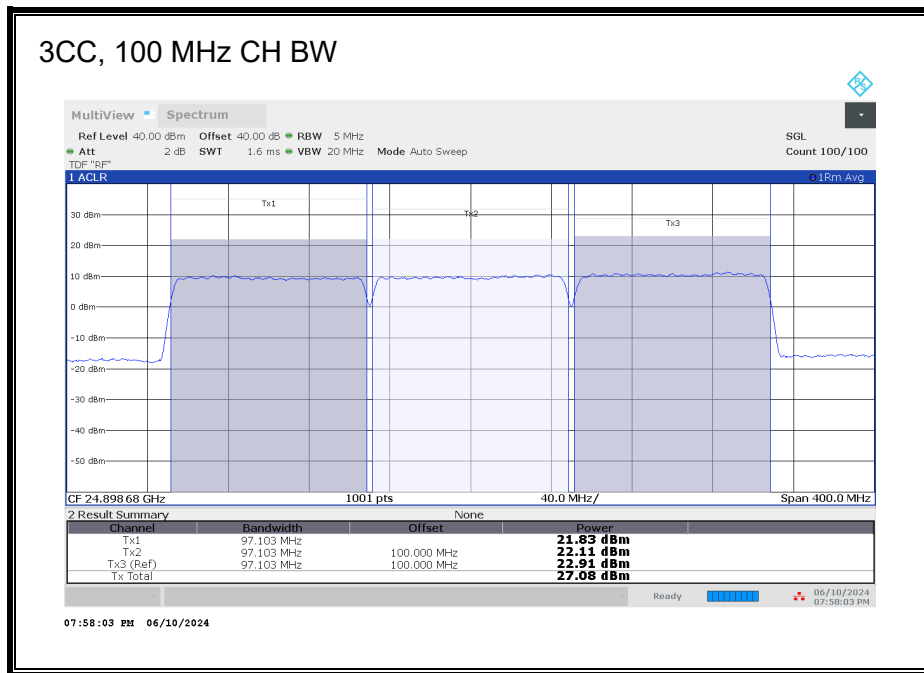 3CC, 100 MHz CH BW
R S
MultiView Spectrum
Ref Level 40.00 dBm Offset 40.00 dB RBW 5 MHz SGL
Att 2 dB SWT 1.6 ms VBW 20 MHz Mode Auto Sweep Count 100/100
TDF "RF"
1 ACLR 1Rm Avg
Tx1
Tx2
Tx3
30 dBm
20 dBm
10 dBm
0 dBm
-10 dBm
-20 dBm
-30 dBm
-40 dBm
-50 dBm
CF 24.898 68 GHz 1001 pts 40.0 MHz/ Span 400.0 MHz
2 Result Summary None
Channel Bandwidth Offset Power
Tx1 97.103 MHz 21.83 dBm
Tx2 97.103 MHz 100.000 MHz 22.11 dBm
Tx3 (Ref) 97.103 MHz 100.000 MHz 22.91 dBm
Tx Total 27.08 dBm
Ready 06/10/2024
07:58:03 PM
07:58:03 PM 06/10/2024